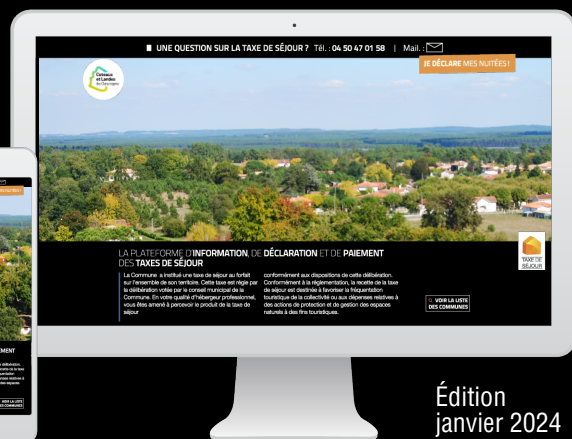 UNE QUESTION SUR LA TAXE DE SÉJOUR ? Tél. : 04 50 47 01 58 | Mail. :
JE DÉCLARE MES NUITÉES !
Coteaux
et Landes
de Gascogne
LA PLATEFORME D'INFORMATION, DE DÉCLARATION ET DE PAIEMENT
DES TAXES DE SÉJOUR
La Commune a institué une taxe de séjour au forfait
sur l'ensemble de son territoire. Cette taxe est régie par
la délibération votée par le conseil municipal de la
Commune. En votre qualité d'hébergeur professionnel,
vous êtes amené à percevoir le produit de la taxe de
séjour
conformément aux dispositions de cette délibération.
Conformément à la réglementation, la recette de la taxe
de séjour est destinée à favoriser la fréquentation
touristique de la collectivité ou aux dépenses relatives à
des actions de protection et de gestion des espaces
naturels à des fins touristiques.
TAXE DE
SÉJOUR
VOIR LA LISTE
DES COMMUNES
Édition
janvier 2024